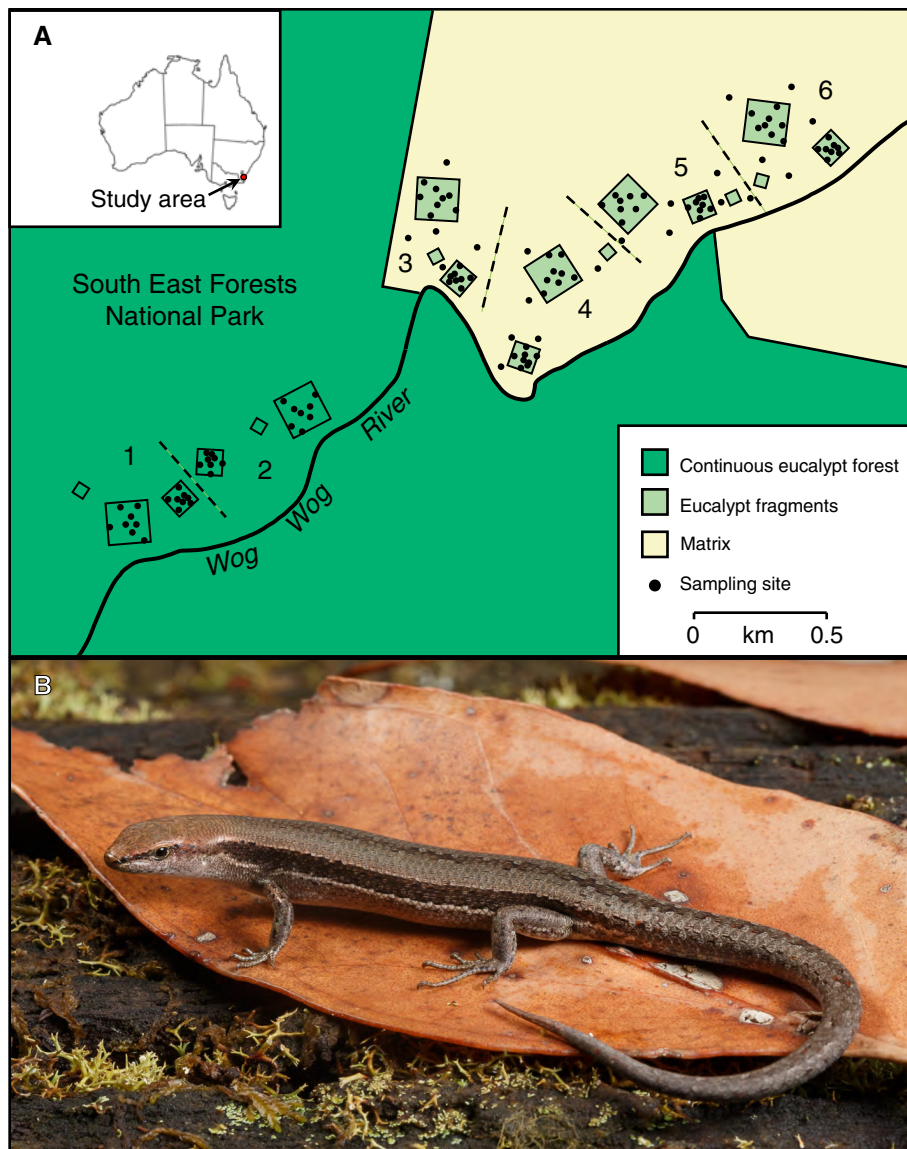 A
Study area
South East Forests
National Park
1
2
3
4
5
6
River
Wog
Wog
Continuous eucalypt forest
Eucalypt fragments
Matrix
Sampling site
0 km 0.5
B